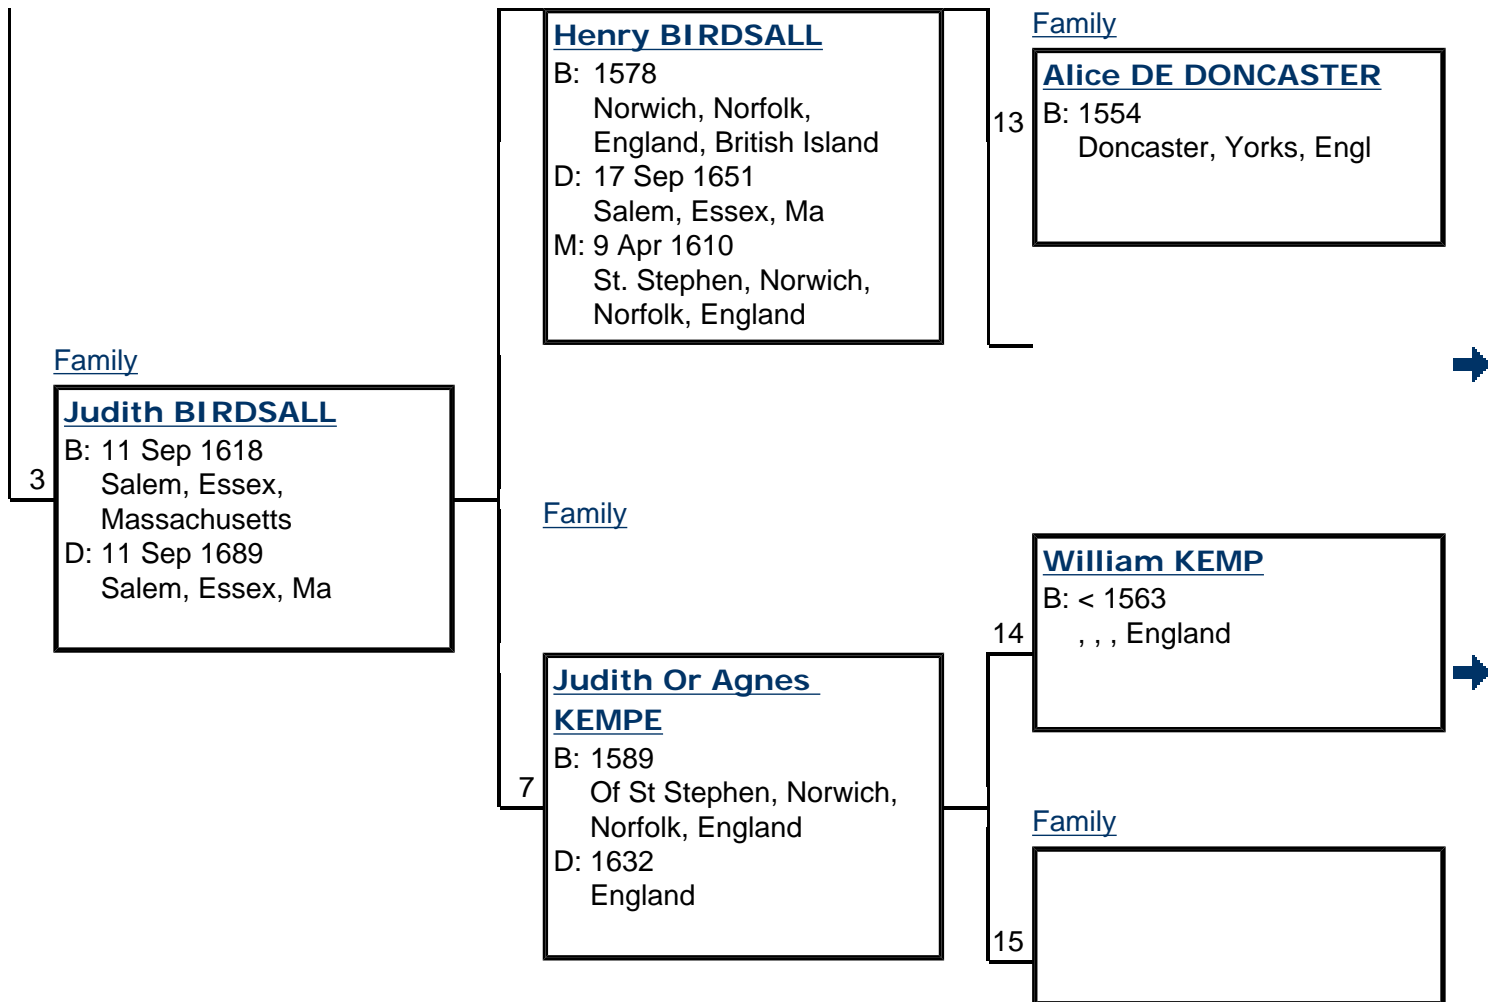 Henry BIRDSALL
B: 1578
Norwich, Norfolk,
England, British Island
D: 17 Sep 1651
Salem, Essex, Ma
M: 9 Apr 1610
St. Stephen, Norwich,
Norfolk, England
Family
13
Alice DE DONCASTER
B: 1554
Doncaster, Yorks, Engl
Family
3
Judith BIRDSALL
B: 11 Sep 1618
Salem, Essex,
Massachusetts
D: 11 Sep 1689
Salem, Essex, Ma
Family
7
Judith Or Agnes
KEMPE
B: 1589
Of St Stephen, Norwich,
Norfolk, England
D: 1632
England
14
William KEMP
B: < 1563
, , , England
Family
15